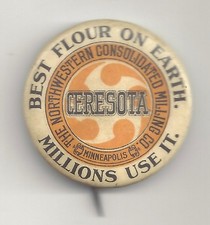 BEST FLOUR ON EARTH.
THE NORTHWESTERN CONSOLIDATED MILLING CO.
CERESOTA
MINNEAPOLIS
MILLIONS USE IT.